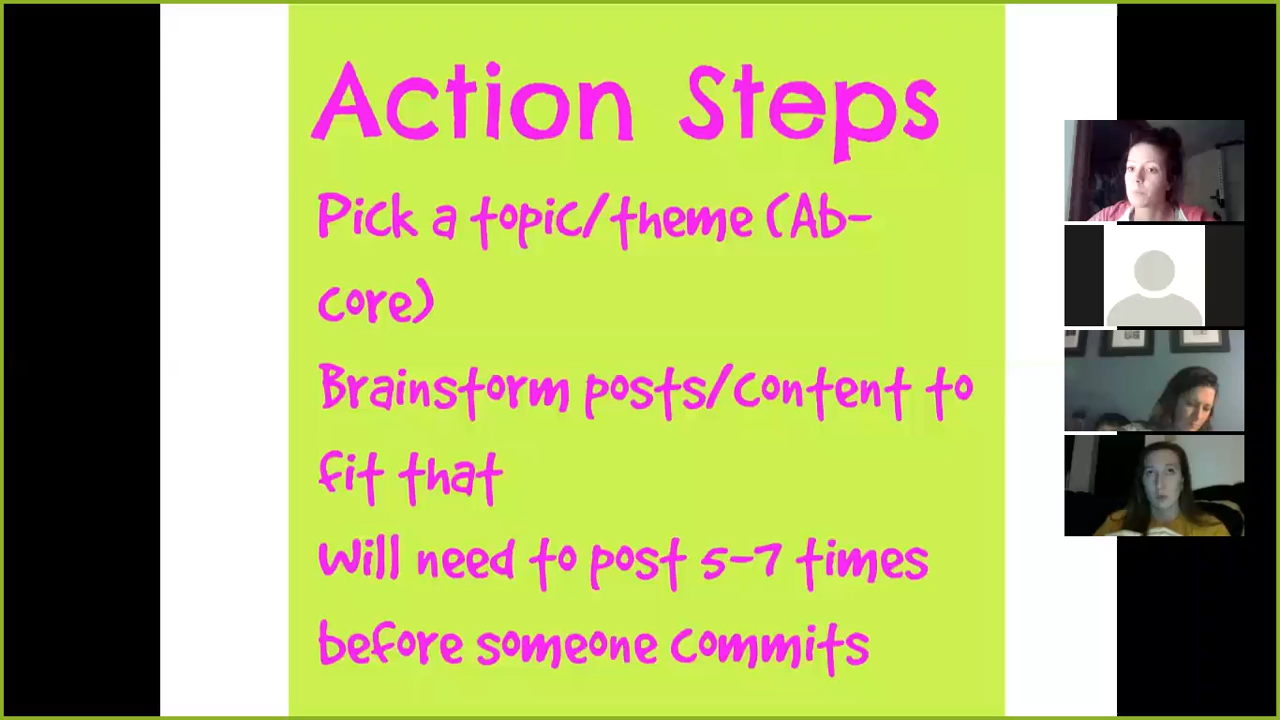 Action Steps
Pick a topic/theme (Ab-
core)
Brainstorm posts/content to
fit that
Will need to post 5-7 times
before someone commits